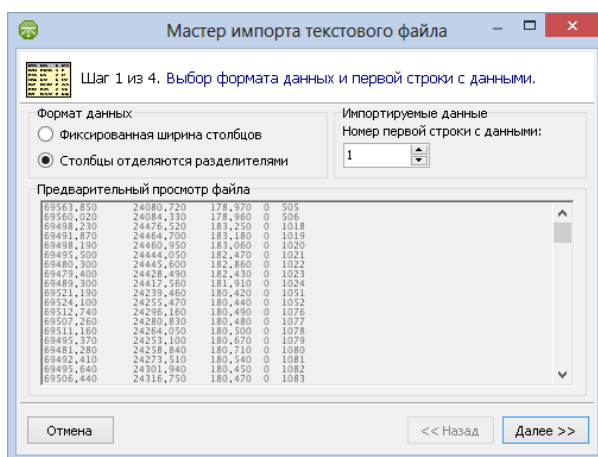 Мастер импорта текстового файла
Шаг 1 из 4. Выбор формата данных и первой строки с данными.
Формат данных
Фиксированная ширина столбцов
Столбцы отделяются разделителями
Импортируемые данные
Номер первой строки с данными:
1
Предварительный просмотр файла
69563,850 24080,720 178,970 0 505
69560,020 24084,330 178,960 0 506
69498,230 24476,520 183,250 0 1018
69491,870 24464,700 183,180 0 1019
69498,190 24460,950 183,060 0 1020
69495,500 24444,050 182,470 0 1021
69480,300 24445,600 182,860 0 1022
69479,400 24428,490 182,430 0 1023
69489,300 24417,560 181,910 0 1024
69521,190 24239,460 180,420 0 1051
69524,100 24255,470 180,440 0 1052
69512,740 24296,160 180,490 0 1076
69507,260 24280,830 180,480 0 1077
69511,160 24264,050 180,500 0 1078
69495,370 24253,100 180,670 0 1079
69481,280 24258,840 180,710 0 1080
69492,410 24273,510 180,540 0 1081
69495,640 24301,940 180,450 0 1082
69506,440 24316,750 180,470 0 1083
Отмена
<< Назад
Далее >>